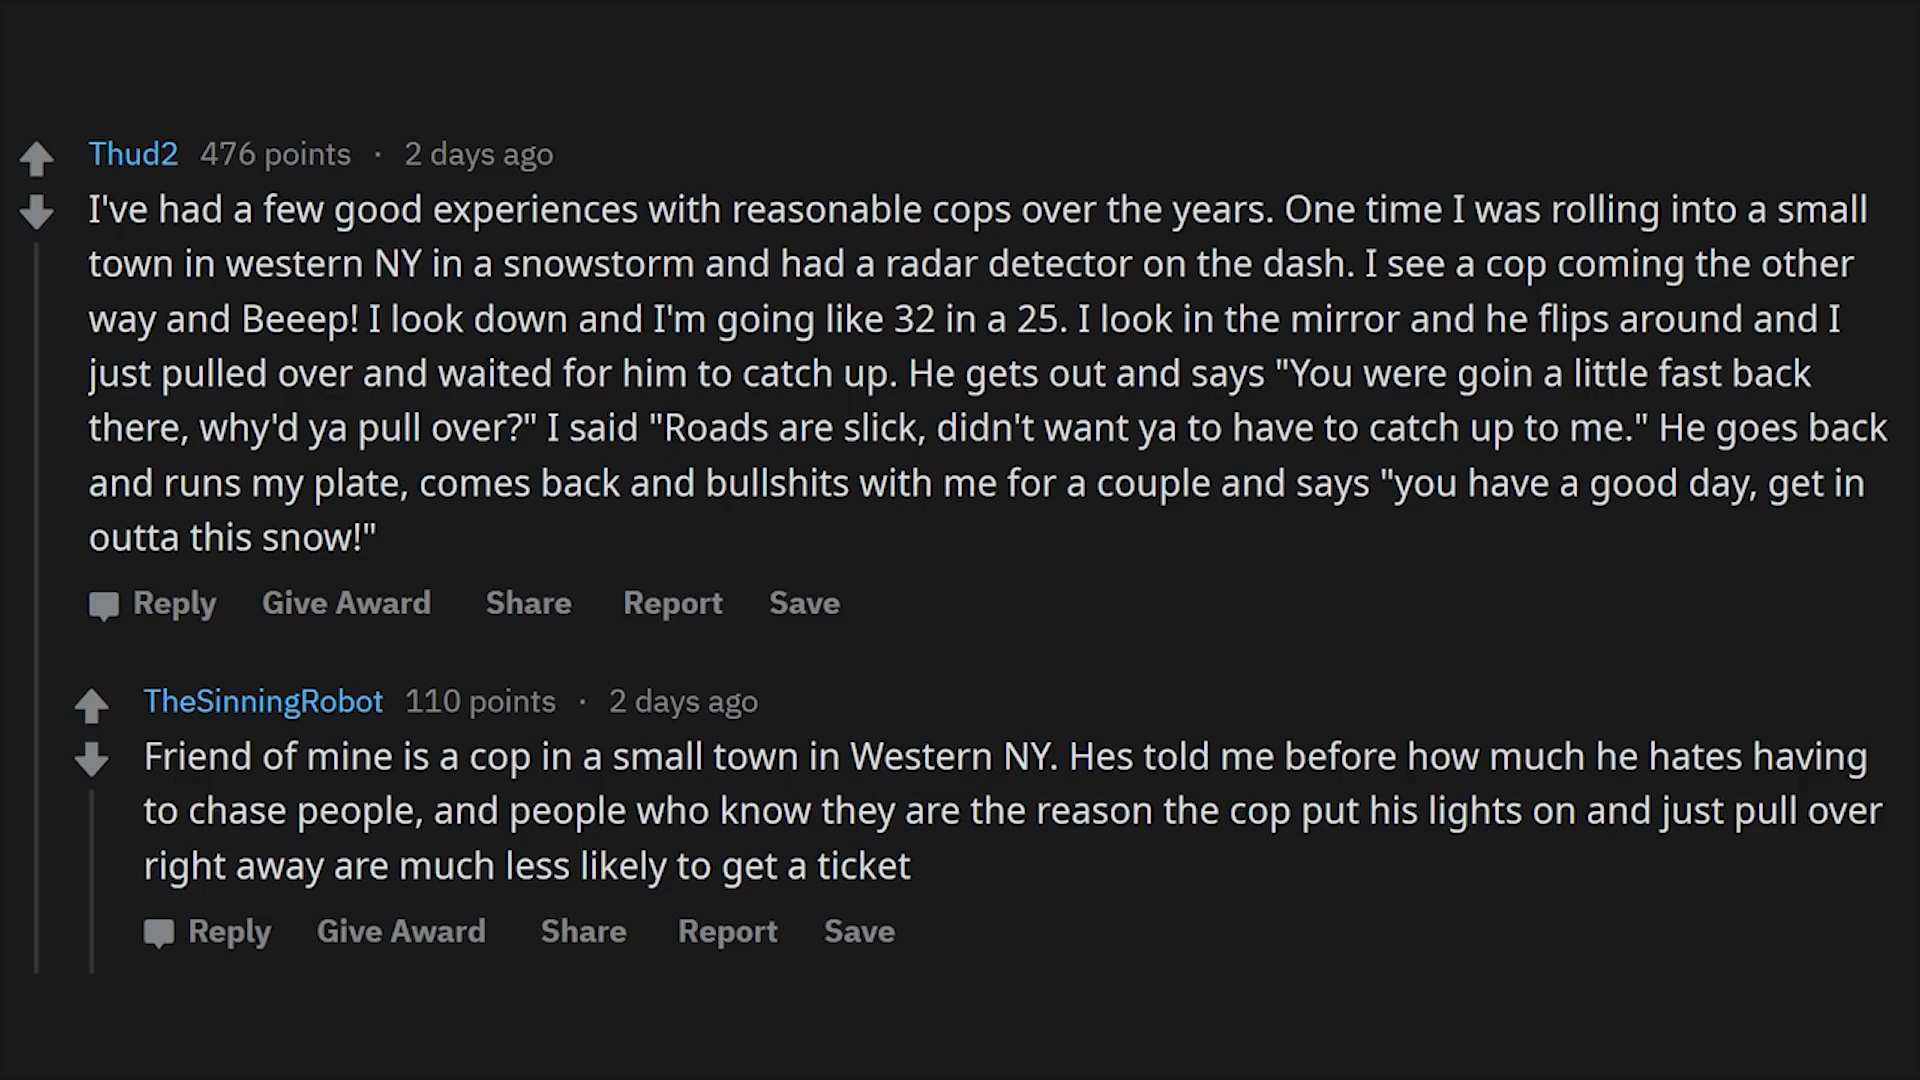 Thud2 476 points · 2 days ago
I've had a few good experiences with reasonable cops over the years. One time I was rolling into a small
town in western NY in a snowstorm and had a radar detector on the dash. I see a cop coming the other
way and Beeep! I look down and I'm going like 32 in a 25. I look in the mirror and he flips around and I
just pulled over and waited for him to catch up. He gets out and says "You were goin a little fast back
there, why'd ya pull over?" I said "Roads are slick, didn't want ya to have to catch up to me." He goes back
and runs my plate, comes back and bullshits with me for a couple and says "you have a good day, get in
outta this snow!"
Reply Give Award Share Report Save
TheSinningRobot 110 points · 2 days ago
Friend of mine is a cop in a small town in Western NY. Hes told me before how much he hates having
to chase people, and people who know they are the reason the cop put his lights on and just pull over
right away are much less likely to get a ticket
Reply Give Award Share Report Save